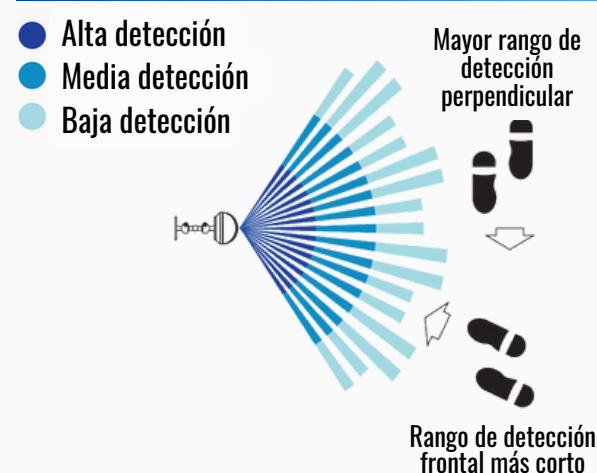 Alta detección
Media detección
Baja detección
Mayor rango de
detección
perpendicular
Rango de detección
frontal más corto